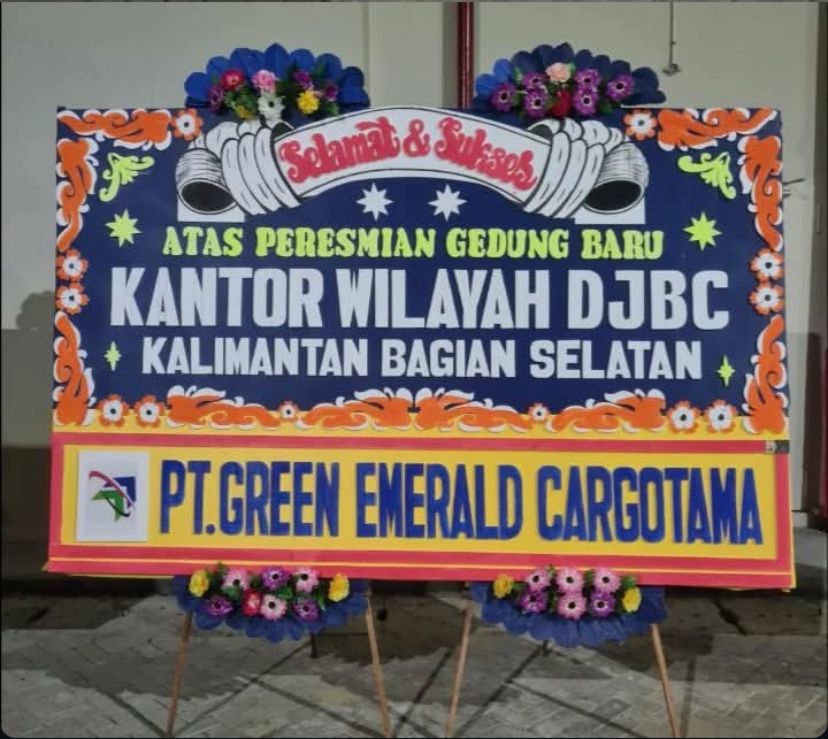 Selamat & Sukses
ATAS PERESMIAN GEDUNG BARU
KANTOR WILAYAH DJBC
KALIMANTAN BAGIAN SELATAN
PT.GREEN EMERALD CARGOTAMA